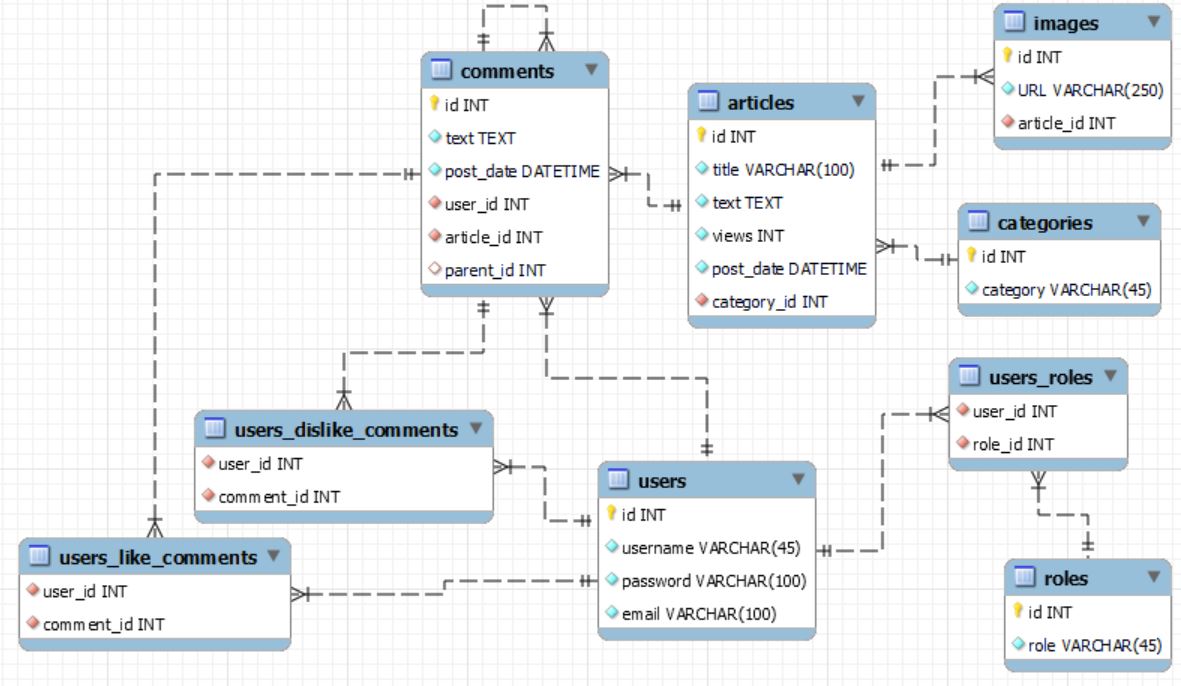 comments
id INT
text TEXT
post_date DATETIME
user_id INT
article_id INT
parent_id INT
articles
id INT
title VARCHAR(100)
text TEXT
views INT
post_date DATETIME
category_id INT
images
id INT
URL VARCHAR(250)
article_id INT
categories
id INT
category VARCHAR(45)
users_dislike_comments
user_id INT
comment_id INT
users_like_comments
user_id INT
comment_id INT
users
id INT
username VARCHAR(45)
password VARCHAR(100)
email VARCHAR(100)
users_roles
user_id INT
role_id INT
roles
id INT
role VARCHAR(45)